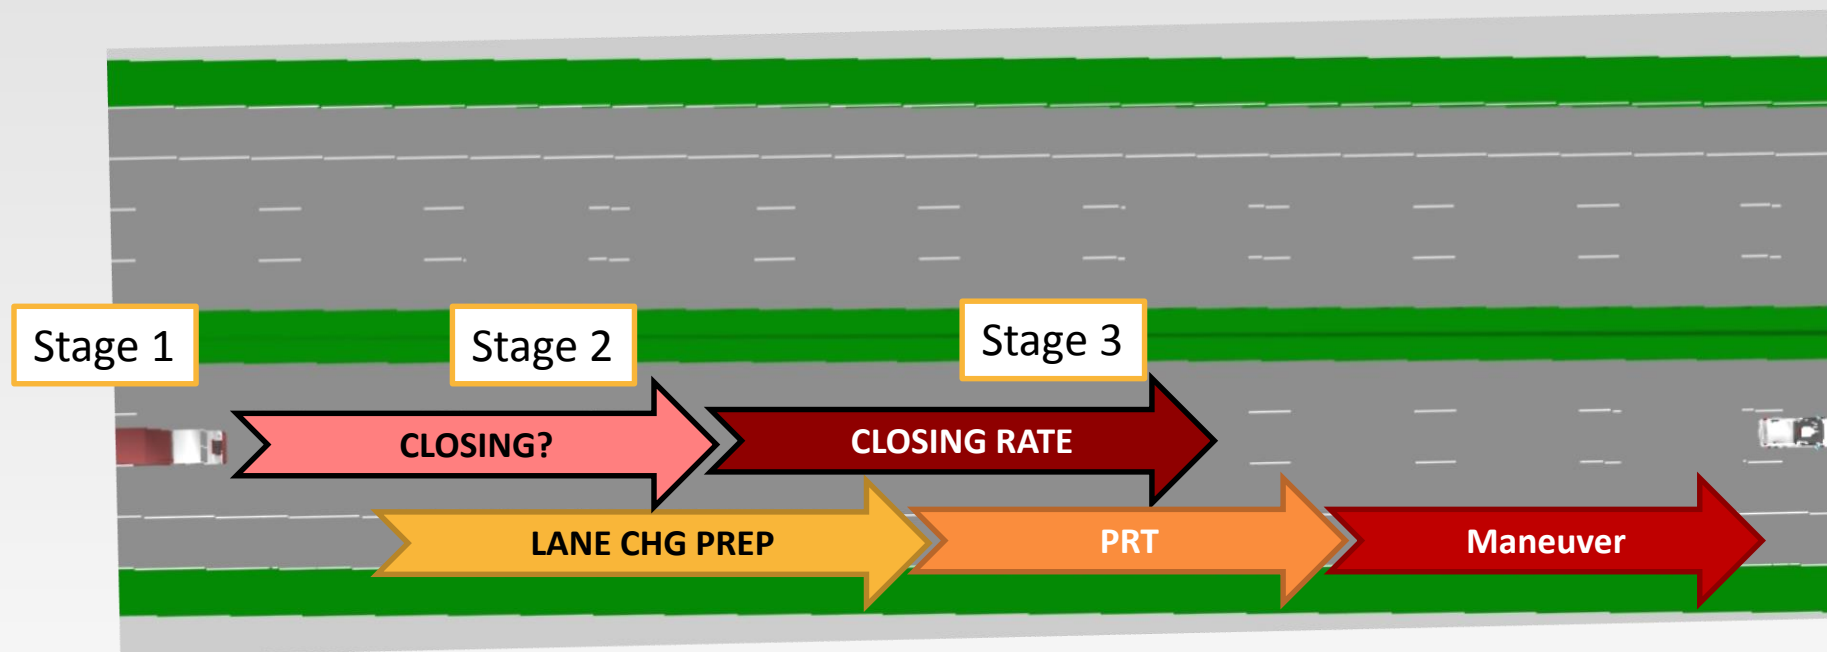 Stage 1
Stage 2
Stage 3
CLOSING?
CLOSING RATE
LANE CHG PREP
PRT
Maneuver